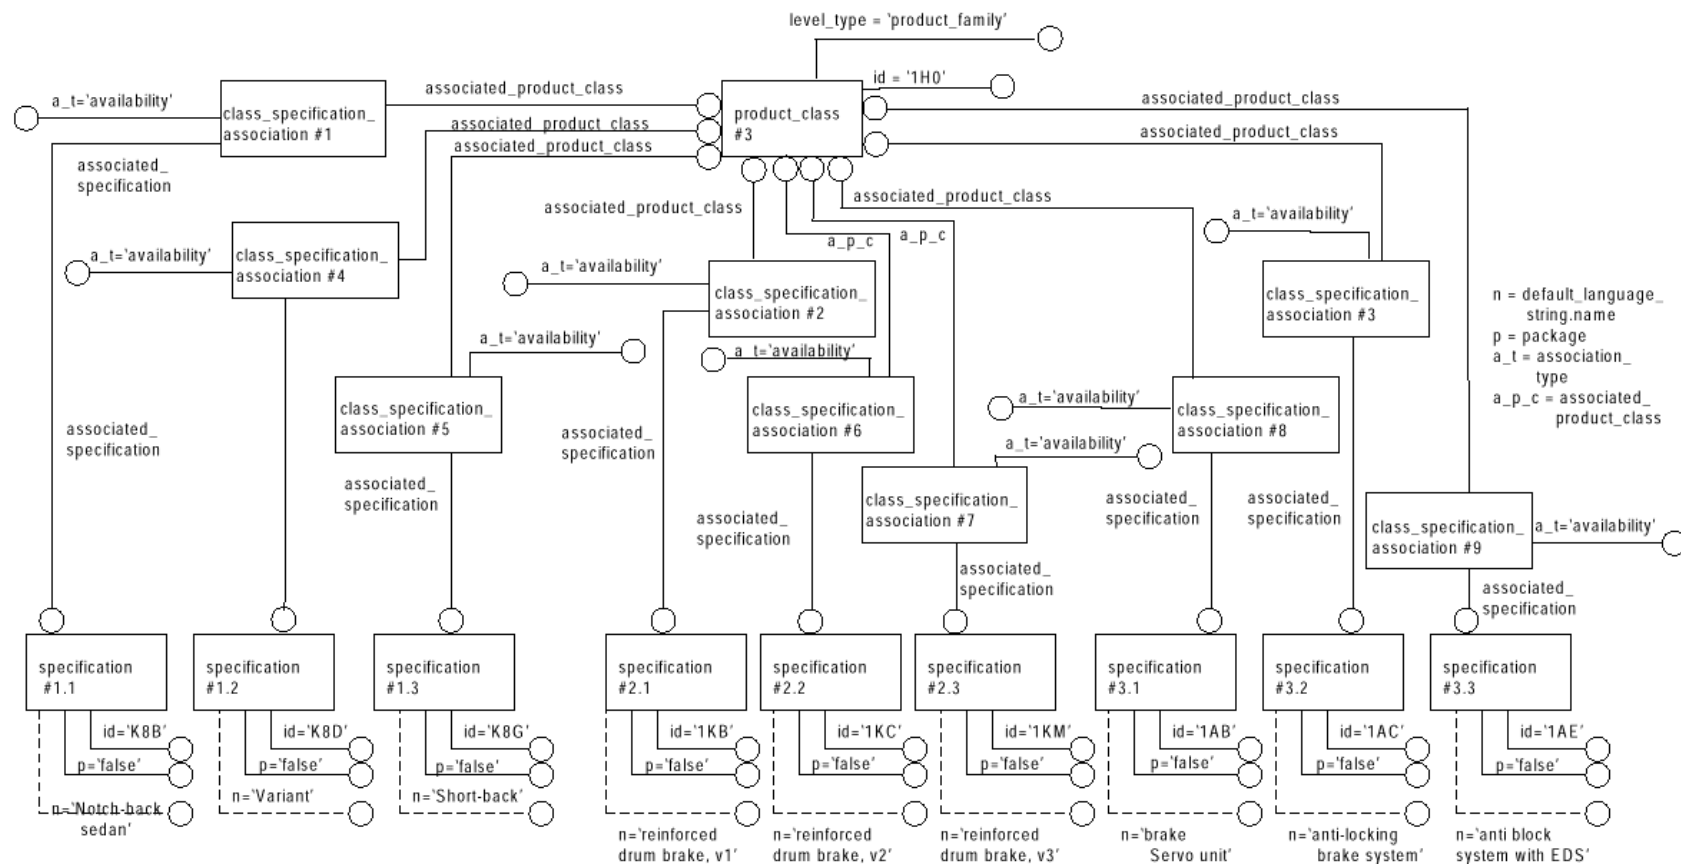 level_type = 'product_family'
id = '1H0'
associated_product_class
associated_product_class
a_t='availability'
class_specification_
association #1
product_class
#3
associated_product_class
associated_product_class
associated_product_class
associated_
specification
associated_product_class
associated_product_class
a_t='availability'
a_p_c
a_p_c
a_t='availability'
class_specification_
association #4
a_t='availability'
class_specification_
association #2
class_specification_
association #3
n = default_language_
string.name
p = package
a_t = association_
type
a_p_c = associated_
product_class
a_t='availability'
a_t='availability'
class_specification_
association #5
class_specification_
association #6
a_t='availability'
class_specification_
association #8
associated_
specification
associated_
specification
a_t='availability'
associated_
specification
associated_
specification
class_specification_
association #7
associated_
specification
associated_
specification
class_specification_
association #9
a_t='availability'
associated_
specification
associated_
specification
specification
#1.1
specification
#1.2
specification
#1.3
specification
#2.1
specification
#2.2
specification
#2.3
specification
#3.1
specification
#3.2
specification
#3.3
id='K8B'
id='K8D'
id='K8G'
id='1KB'
id='1KC'
id='1KM'
id='1AB'
id='1AC'
id='1AE'
p='false'
p='false'
p='false'
p='false'
p='false'
p='false'
p='false'
p='false'
p='false'
n='Notch-back
sedan'
n='Variant'
n='Short-back'
n='reinforced
drum brake, v1'
n='reinforced
drum brake, v2'
n='reinforced
drum brake, v3'
n='brake
Servo unit'
n='anti-locking
brake system'
n='anti block
system with EDS'